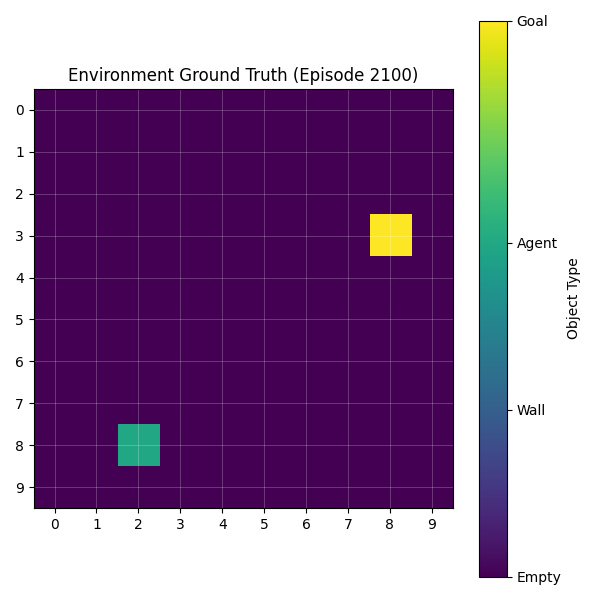 Environment Ground Truth (Episode 2100)
0
1
2
3
4
5
6
7
8
9
0 1 2 3 4 5 6 7 8 9
Goal
Agent
Wall
Empty
Object Type